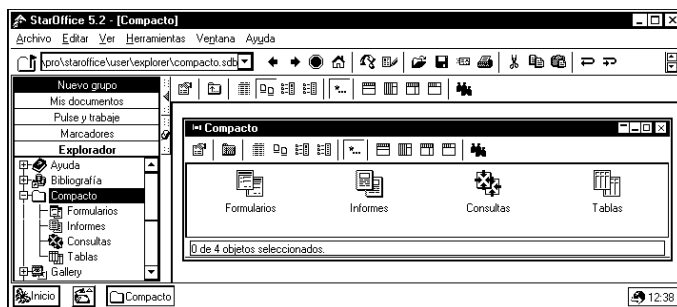 StarOffice 5.2 - [Compacto]
Archivo Editar Ver Herramientas Ventana Ayuda
\pro\staroffice\user\explorer\compacto.sdb
Nuevo grupo
Mis documentos
Pulse y trabaje
Marcadores
Explorador
Ayuda
Bibliografía
Compacto
Formularios
Informes
Consultas
Tablas
Gallery
Compacto
Formularios Informes Consultas Tablas
0 de 4 objetos seleccionados.
Inicio Compacto 12:38